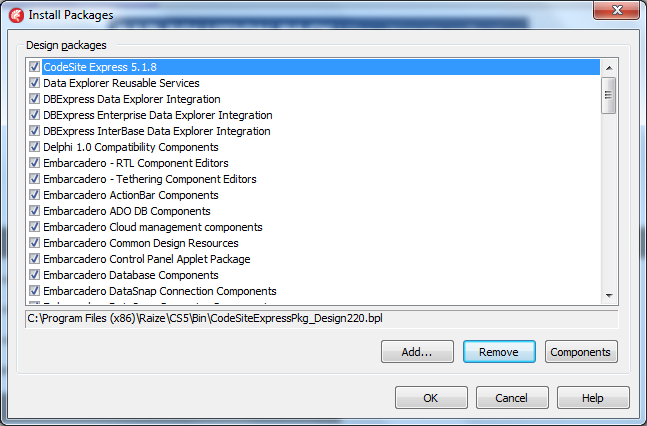 Install Packages
Design packages
CodeSite Express 5.1.8
Data Explorer Reusable Services
DBExpress Data Explorer Integration
DBExpress Enterprise Data Explorer Integration
DBExpress InterBase Data Explorer Integration
Delphi 1.0 Compatibility Components
Embarcadero - RTL Component Editors
Embarcadero - Tethering Component Editors
Embarcadero ActionBar Components
Embarcadero ADO DB Components
Embarcadero Cloud management components
Embarcadero Common Design Resources
Embarcadero Control Panel Applet Package
Embarcadero Database Components
Embarcadero DataSnap Connection Components
C:\Program Files (x86)\Raize\CS5\Bin\CodeSiteExpressPkg_Design220.bpl
Add... Remove Components
OK Cancel Help